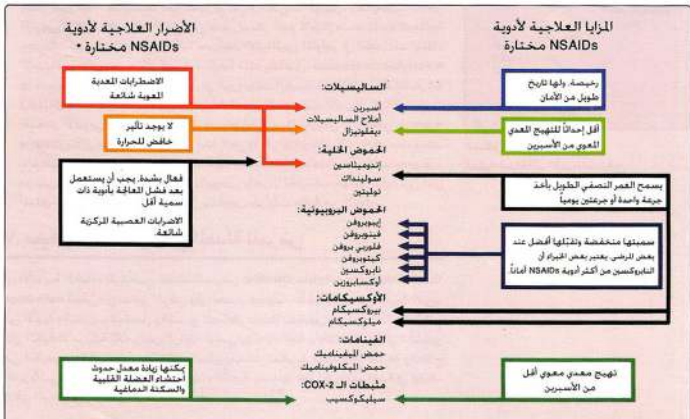 المزايا العلاجية لأدوية
NSAIDs مختارة
الأضرار العلاجية لأدوية
NSAIDs مختارة *
رخيصة، ولها تاريخ
طويل من الأمان
أقل إحداثاً للتهيج المعدي
المعوي من الأسبرين
يسمح العمر النصفي الطويل بأخذ
جرعة واحدة أو جرعتين يومياً
سميتها منخفضة وتقبّلها أفضل عند
بعض المرضى. يعتبر بعض الخبراء أن
النابروكسين من أكثر أدوية NSAIDs أماناً
تهيج معدي معوي أقل
من الأسبرين
الساليسيلات:
أسبرين
أملاح الساليسيلات
ديفلونيزال
الحموض الخلية:
إندوميثاسين
سولينداك
توليتين
الحموض البروبيونية:
إيبوبروفن
فينوبروفن
فلوربي بروفن
كيتوبروفن
نابروكسين
أوكسابروزين
الأوكسيكامات:
بيروكسيكام
ميلوكسيكام
الفينامات:
حمض الميفيناميك
حمض الميكلوفيناميك
مثبطات الـ COX-2:
سيليكوكسيب
الاضطرابات المعدية
المعوية شائعة
لا يوجد تأثير
خافض للحرارة
فعال بشدة. يجب أن يستعمل
بعد فشل المعالجة بأدوية ذات
سمية أقل
الاضرابات العصبية المركزية
شائعة
يمكنها زيادة معدل حدوث
احتشاء العضلة القلبية
والسكتة الدماغية